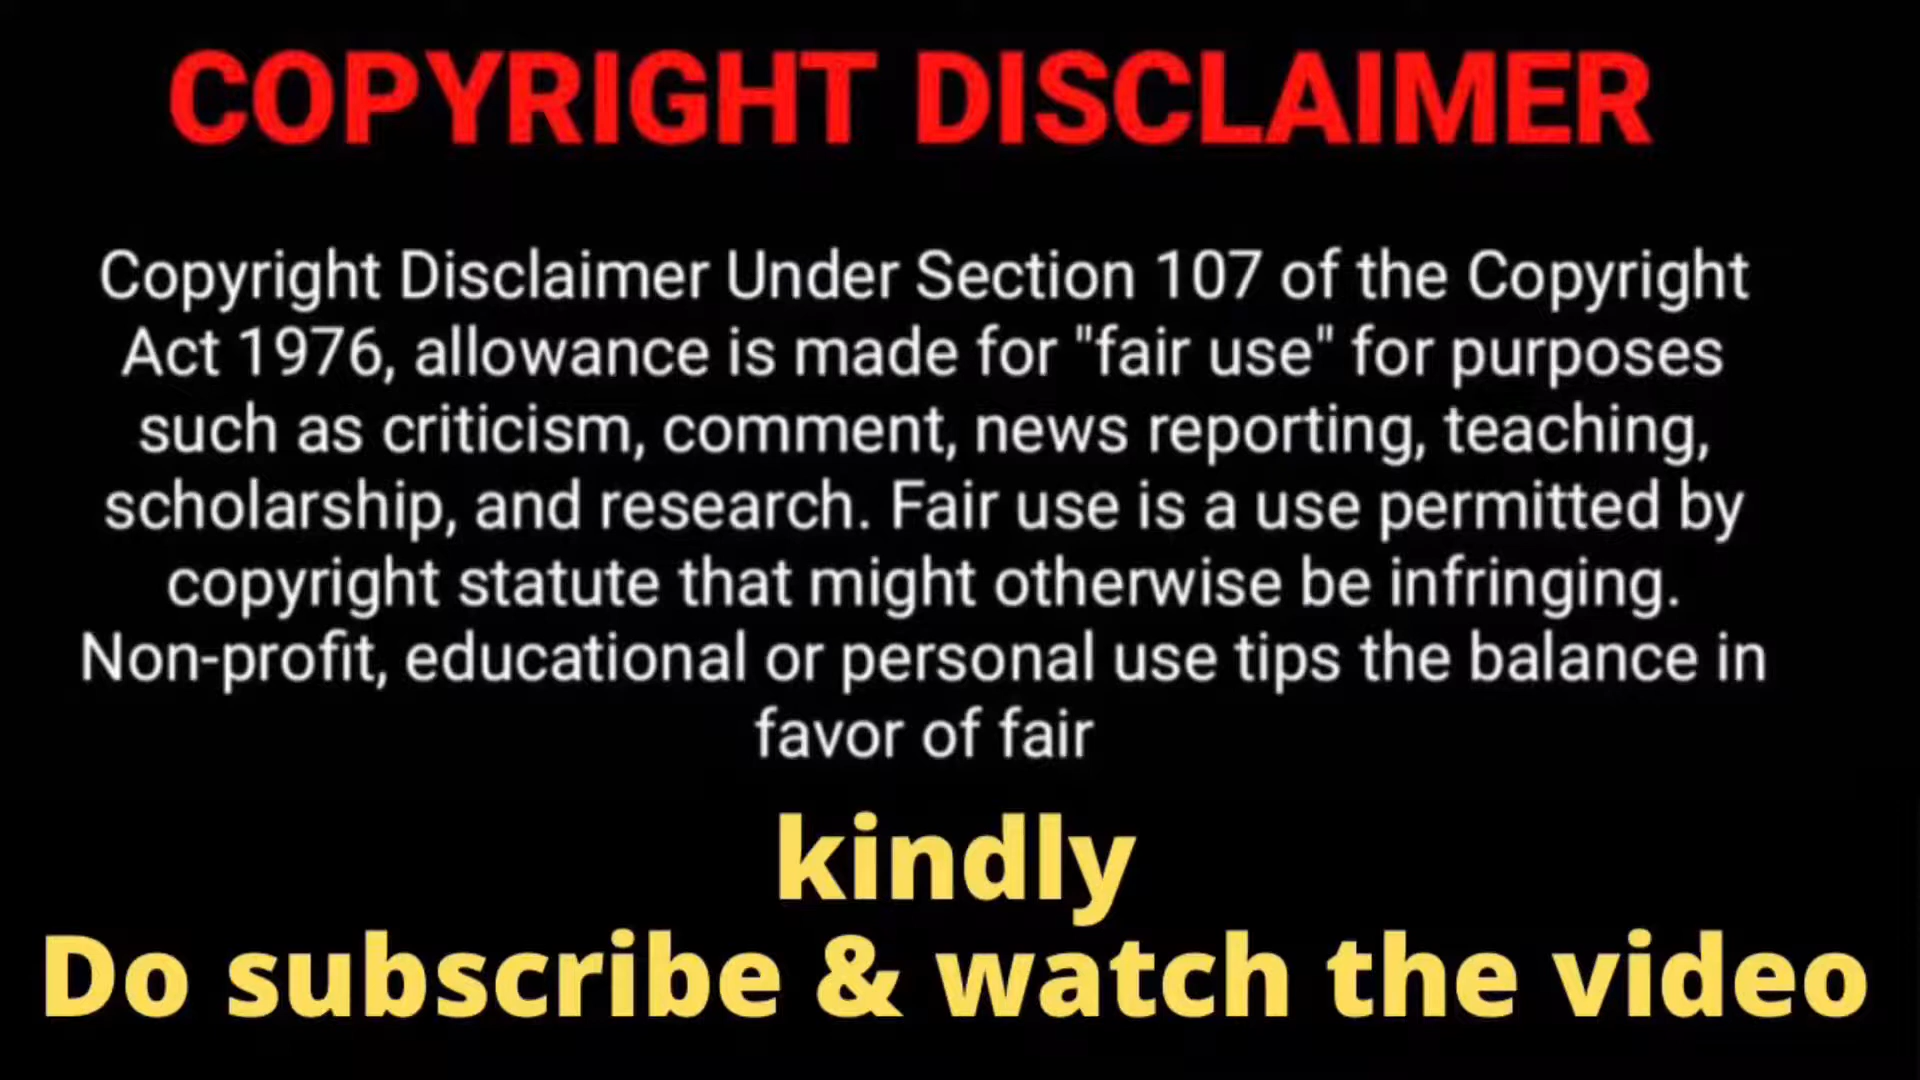 COPYRIGHT DISCLAIMER
Copyright Disclaimer Under Section 107 of the Copyright
Act 1976, allowance is made for "fair use" for purposes
such as criticism, comment, news reporting, teaching,
scholarship, and research. Fair use is a use permitted by
copyright statute that might otherwise be infringing.
Non-profit, educational or personal use tips the balance in
favor of fair
kindly
Do subscribe & watch the video